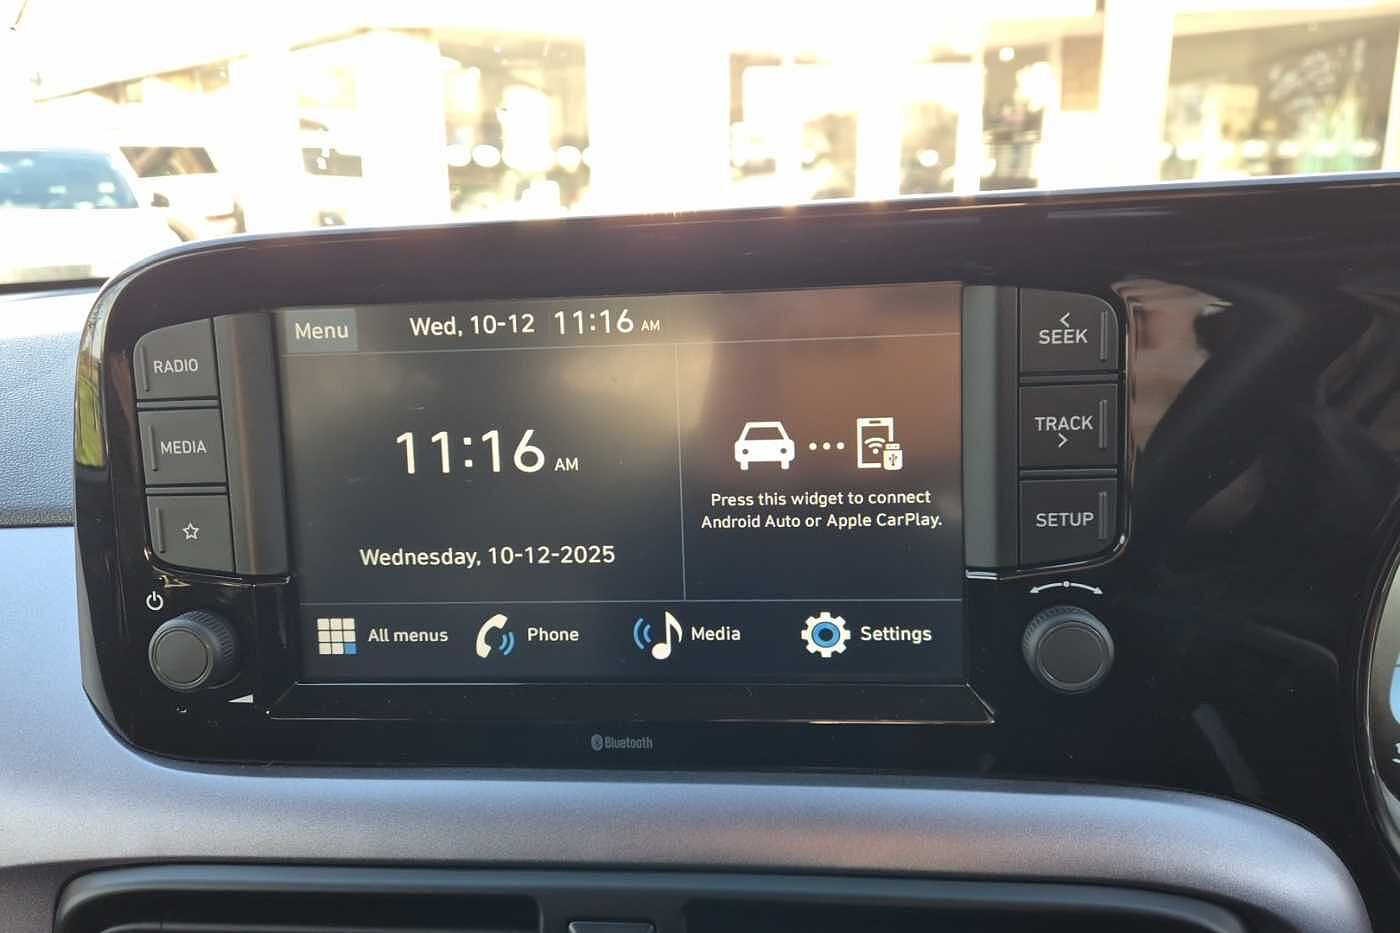 Menu Wed, 10-12 11:16 AM
RADIO
MEDIA
11:16 AM
Wednesday, 10-12-2025
Press this widget to connect
Android Auto or Apple CarPlay.
SEEK
TRACK
SETUP
All menus Phone Media Settings
Bluetooth